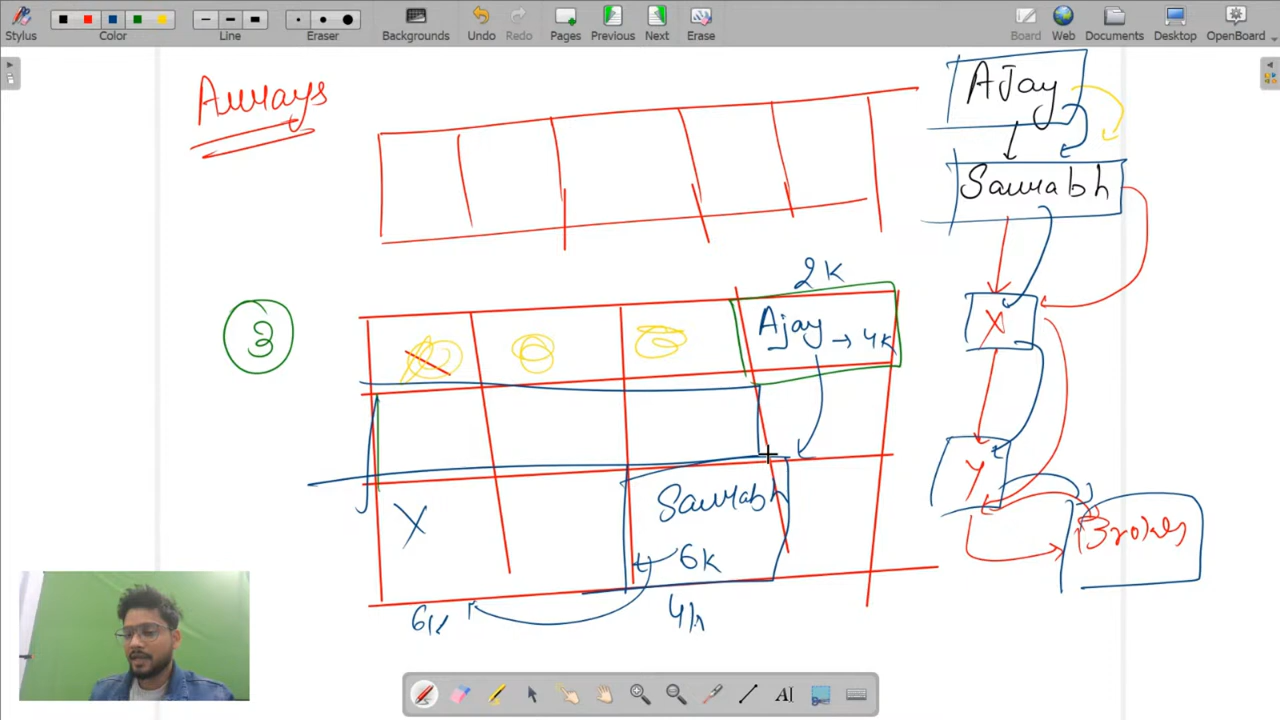 Stylus
Color
Line
Eraser
Backgrounds
Undo
Redo
Pages
Previous
Next
Erase
Board
Web
Documents
Desktop
OpenBoard
Arrays
AJay
Saurabh
2K
3
Ajay → 4K
X
Y
X
Saurabh
6K
Broker
6K
4K
AI